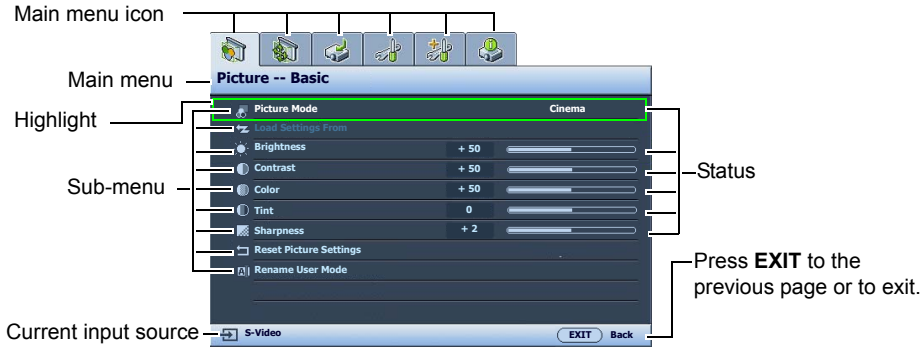 Main menu icon
Main menu
Picture -- Basic
Highlight
Picture Mode Cinema
Load Settings From
Brightness + 50
Contrast + 50
Status
Sub-menu
Color + 50
Tint 0
Sharpness + 2
Reset Picture Settings
Press EXIT to the
previous page or to exit.
AI Rename User Mode
Current input source
S-Video
EXIT Back